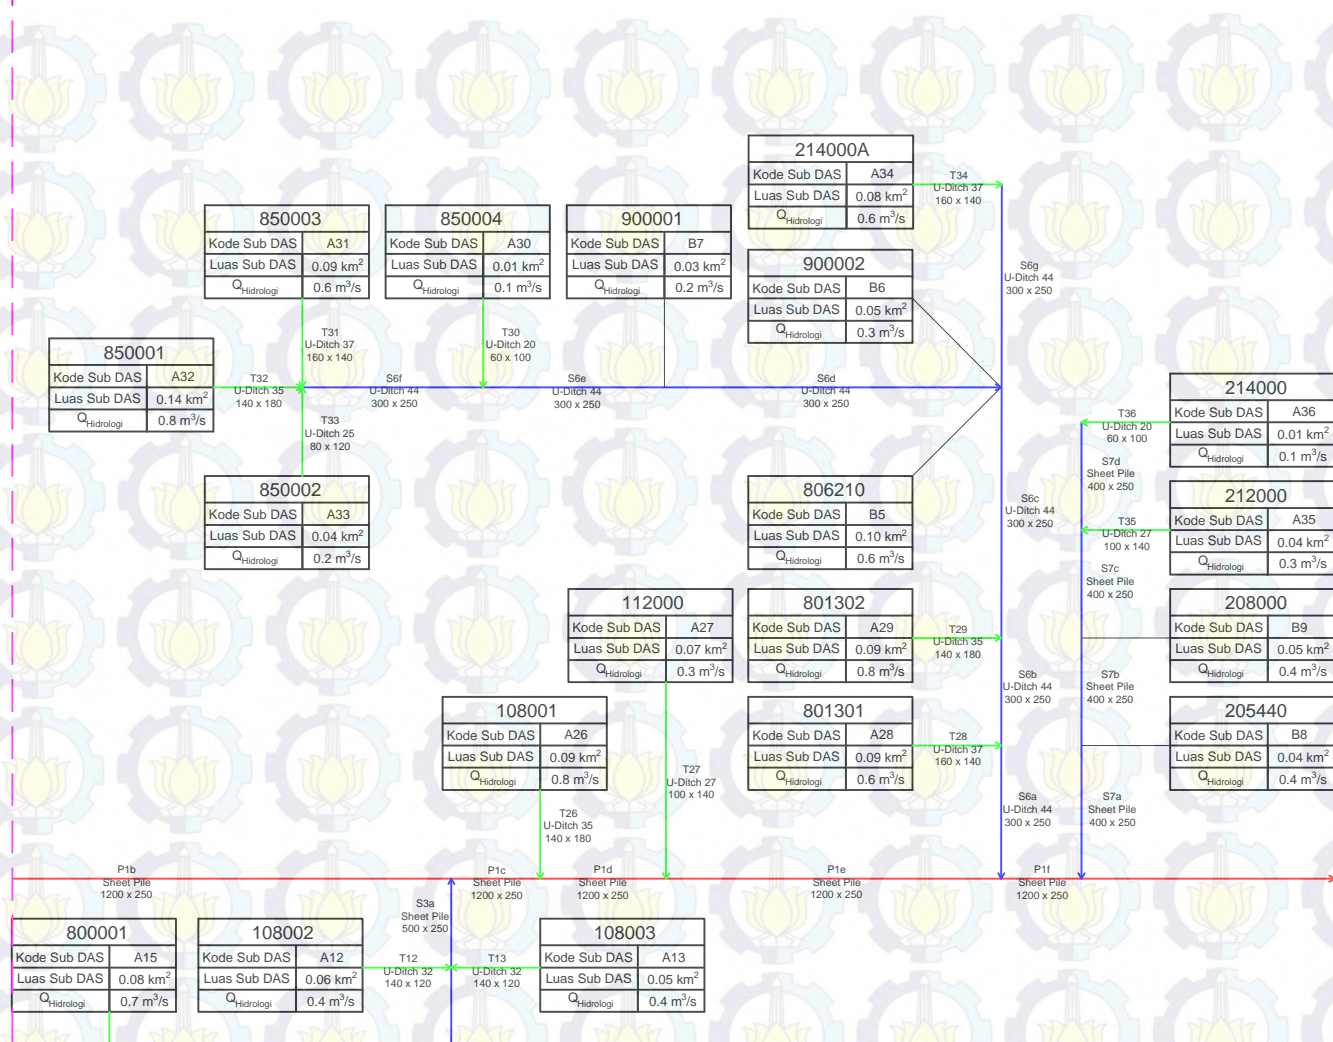 214000A
Kode Sub DAS A34
Luas Sub DAS 0.08 km²
Q Hidrologi 0.6 m³/s
T34
U-Ditch 37
160 x 140
850003
Kode Sub DAS A31
Luas Sub DAS 0.09 km²
Q Hidrologi 0.6 m³/s
850004
Kode Sub DAS A30
Luas Sub DAS 0.01 km²
Q Hidrologi 0.1 m³/s
900001
Kode Sub DAS B7
Luas Sub DAS 0.03 km²
Q Hidrologi 0.2 m³/s
900002
Kode Sub DAS B6
Luas Sub DAS 0.05 km²
Q Hidrologi 0.3 m³/s
S6g
U-Ditch 44
300 x 250
T31
U-Ditch 37
160 x 140
T30
U-Ditch 20
60 x 100
850001
Kode Sub DAS A32
Luas Sub DAS 0.14 km²
Q Hidrologi 0.8 m³/s
T32
U-Ditch 35
140 x 180
S6f
U-Ditch 44
300 x 250
S6e
U-Ditch 44
300 x 250
S6d
U-Ditch 44
300 x 250
T33
U-Ditch 25
80 x 120
214000
Kode Sub DAS A36
Luas Sub DAS 0.01 km²
Q Hidrologi 0.1 m³/s
T36
U-Ditch 20
60 x 100
S7d
Sheet Pile
400 x 250
850002
Kode Sub DAS A33
Luas Sub DAS 0.04 km²
Q Hidrologi 0.2 m³/s
806210
Kode Sub DAS B5
Luas Sub DAS 0.10 km²
Q Hidrologi 0.6 m³/s
S6c
U-Ditch 44
300 x 250
212000
Kode Sub DAS A35
Luas Sub DAS 0.04 km²
Q Hidrologi 0.3 m³/s
T35
U-Ditch 27
100 x 140
S7c
Sheet Pile
400 x 250
112000
Kode Sub DAS A27
Luas Sub DAS 0.07 km²
Q Hidrologi 0.3 m³/s
801302
Kode Sub DAS A29
Luas Sub DAS 0.09 km²
Q Hidrologi 0.8 m³/s
T29
U-Ditch 35
140 x 180
208000
Kode Sub DAS B9
Luas Sub DAS 0.05 km²
Q Hidrologi 0.4 m³/s
S6b
U-Ditch 44
300 x 250
S7b
Sheet Pile
400 x 250
108001
Kode Sub DAS A26
Luas Sub DAS 0.09 km²
Q Hidrologi 0.8 m³/s
801301
Kode Sub DAS A28
Luas Sub DAS 0.09 km²
Q Hidrologi 0.6 m³/s
T28
U-Ditch 37
160 x 140
205440
Kode Sub DAS B8
Luas Sub DAS 0.04 km²
Q Hidrologi 0.4 m³/s
T27
U-Ditch 27
100 x 140
T26
U-Ditch 35
140 x 180
S6a
U-Ditch 44
300 x 250
S7a
Sheet Pile
400 x 250
P1b
Sheet Pile
1200 x 250
P1c
Sheet Pile
1200 x 250
P1d
Sheet Pile
1200 x 250
P1e
Sheet Pile
1200 x 250
P1f
Sheet Pile
1200 x 250
S3a
Sheet Pile
500 x 250
800001
Kode Sub DAS A15
Luas Sub DAS 0.08 km²
Q Hidrologi 0.7 m³/s
108002
Kode Sub DAS A12
Luas Sub DAS 0.06 km²
Q Hidrologi 0.4 m³/s
T12
U-Ditch 32
140 x 120
T13
U-Ditch 32
140 x 120
108003
Kode Sub DAS A13
Luas Sub DAS 0.05 km²
Q Hidrologi 0.4 m³/s